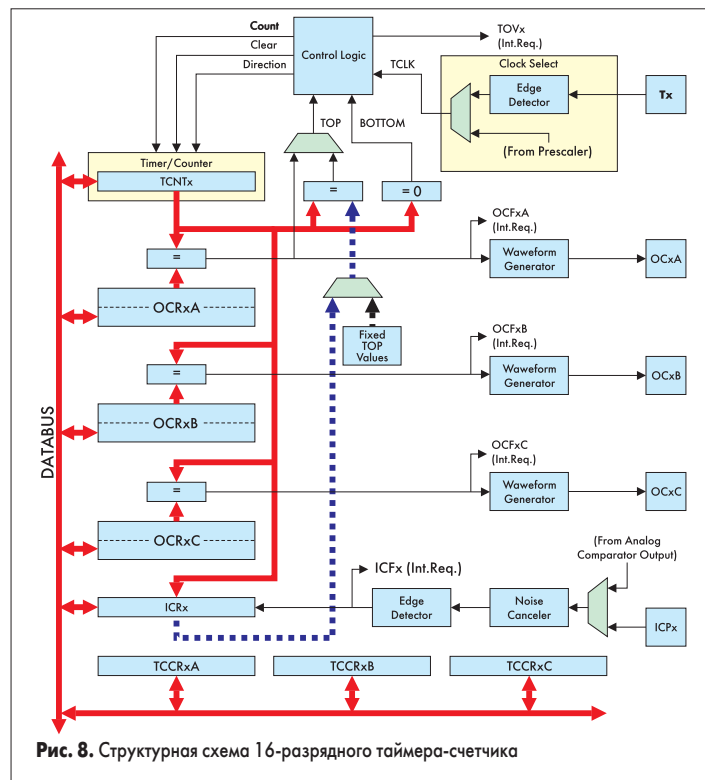 Count
TOVx
(Int.Req.)
Clear
Control Logic
Clock Select
Direction
TCLK
Edge
Detector
Tx
TOP
BOTTOM
(From Prescaler)
Timer/Counter
TCNTx
=
= 0
OCFxA
(Int.Req.)
=
Waveform
Generator
OCxA
OCRxA
Fixed
TOP
Values
OCFxB
(Int.Req.)
=
Waveform
Generator
OCxB
OCRxB
DATABUS
OCFxC
(Int.Req.)
=
Waveform
Generator
OCxC
OCRxC
(From Analog
Comparator Output)
ICFx (Int.Req.)
ICRx
Edge
Detector
Noise
Canceler
ICPx
TCCRxA
TCCRxB
TCCRxC
Рис. 8. Структурная схема 16-разрядного таймера-счетчика